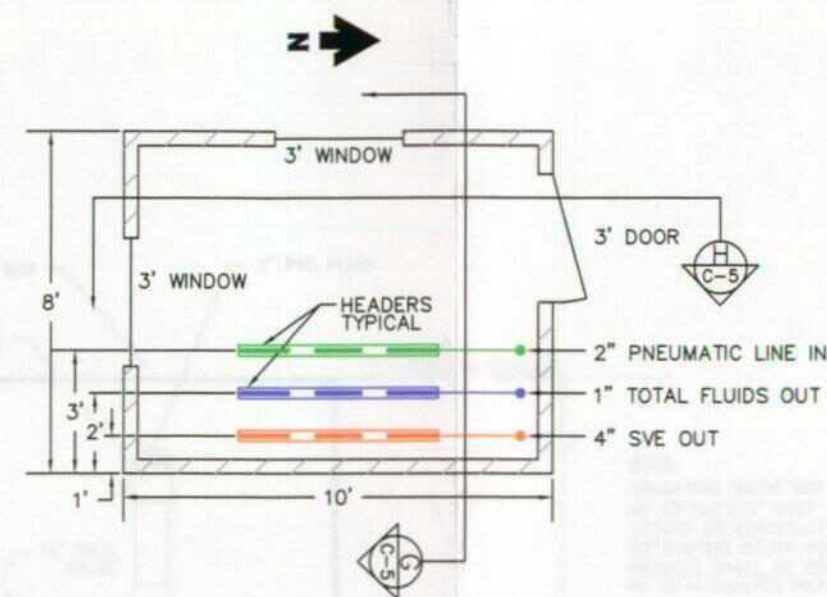 N
3' WINDOW
3' DOOR
H
C-5
3' WINDOW
8'
HEADERS
TYPICAL
2" PNEUMATIC LINE IN
3'
1" TOTAL FLUIDS OUT
2'
4" SVE OUT
1'
10'
G
C-5